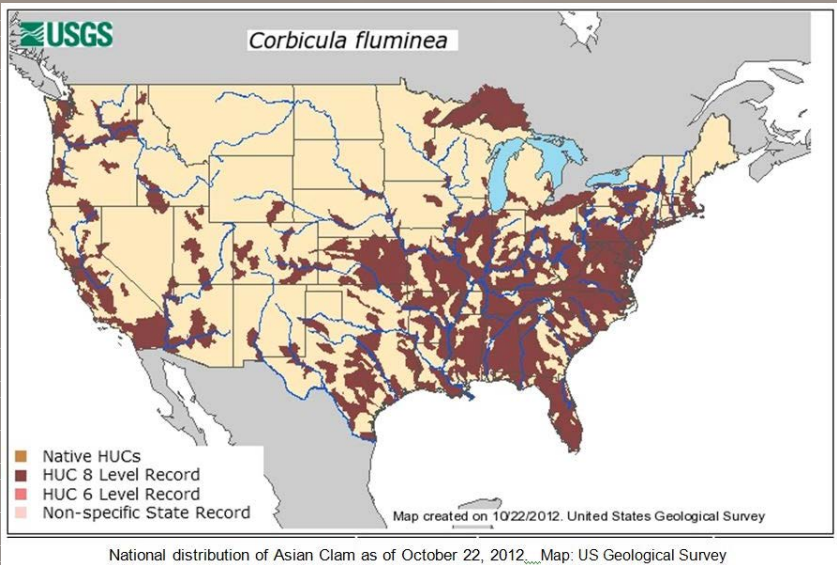 USGS
Corbicula fluminea
Native HUCs
HUC 8 Level Record
HUC 6 Level Record
Non-specific State Record
Map created on 10/22/2012. United States Geological Survey
National distribution of Asian Clam as of October 22, 2012. Map: US Geological Survey